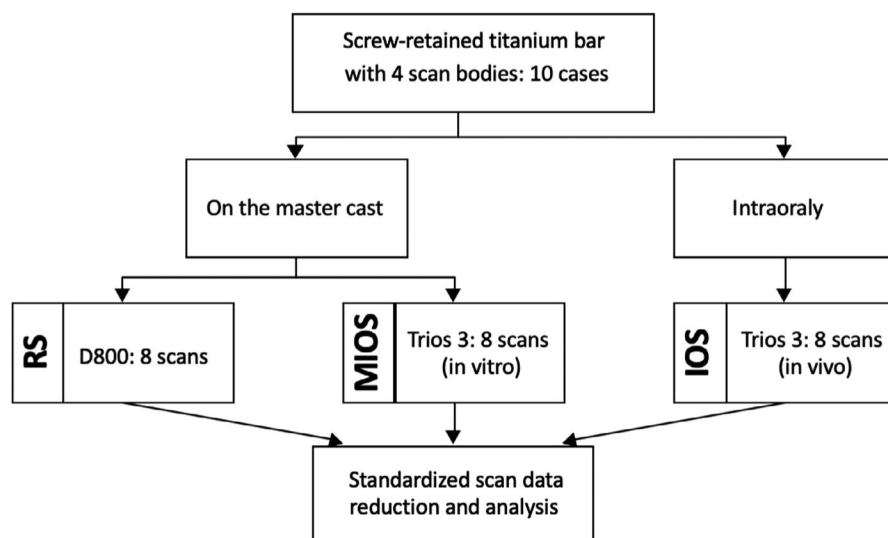 Screw-retained titanium bar
with 4 scan bodies: 10 cases
On the master cast
Intraoraly
RS
D800: 8 scans
MIOS
Trios 3: 8 scans
(in vitro)
IOS
Trios 3: 8 scans
(in vivo)
Standardized scan data
reduction and analysis